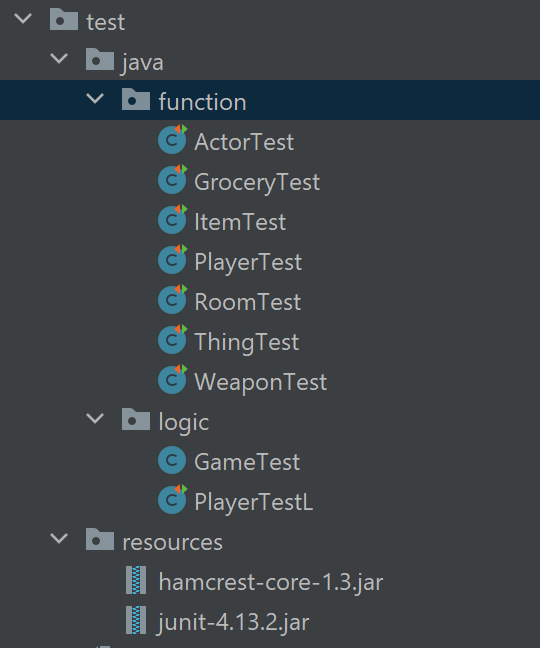 test
java
function
ActorTest
GroceryTest
ItemTest
PlayerTest
RoomTest
ThingTest
WeaponTest
logic
GameTest
PlayerTestL
resources
hamcrest-core-1.3.jar
junit-4.13.2.jar